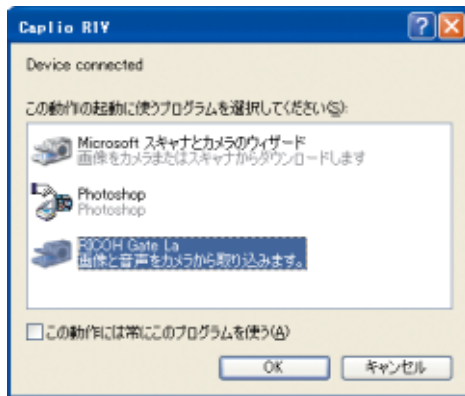 Caplio R1V
Device connected
この動作の起動に使うプログラムを選択してください(S):
Microsoft スキャナとカメラのウィザード
画像をカメラまたはスキャナからダウンロードします
Photoshop
Photoshop
RICOH Gate La
画像と音声をカメラから取り込みます。
この動作には常にこのプログラムを使う(A)
OK
キャンセル